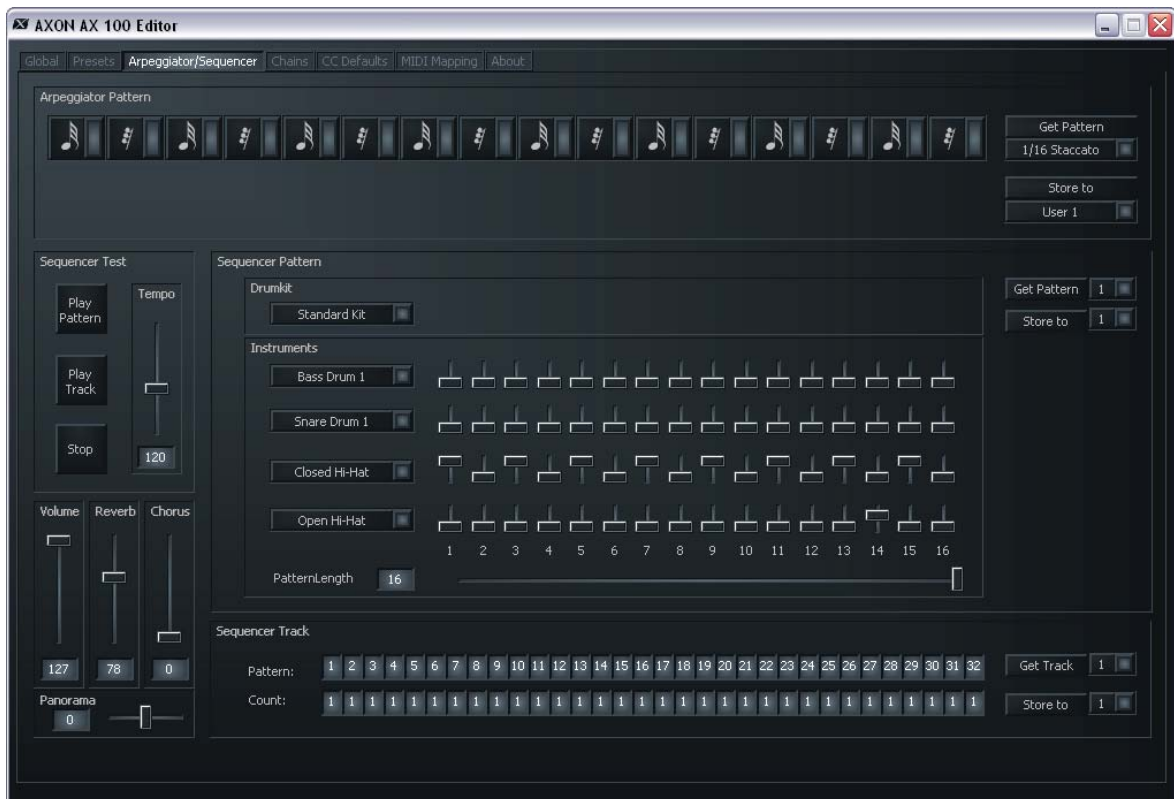 AXON AX 100 Editor
Global Presets Arpeggiator/Sequencer Chains CC Defaults MIDI Mapping About
Arpeggiator Pattern
Get Pattern
1/16 Staccato
Store to
User 1
Sequencer Test
Play Pattern
Tempo
Play Track
Stop
120
Volume Reverb Chorus
127 78 0
Panorama
0
Sequencer Pattern
Drumkit
Standard Kit
Get Pattern 1
Store to 1
Instruments
Bass Drum 1
Snare Drum 1
Closed Hi-Hat
Open Hi-Hat
1 2 3 4 5 6 7 8 9 10 11 12 13 14 15 16
PatternLength 16
Sequencer Track
Pattern: 1 2 3 4 5 6 7 8 9 10 11 12 13 14 15 16 17 18 19 20 21 22 23 24 25 26 27 28 29 30 31 32
Get Track 1
Count: 1 1 1 1 1 1 1 1 1 1 1 1 1 1 1 1 1 1 1 1 1 1 1 1 1 1 1 1 1 1 1 1
Store to 1